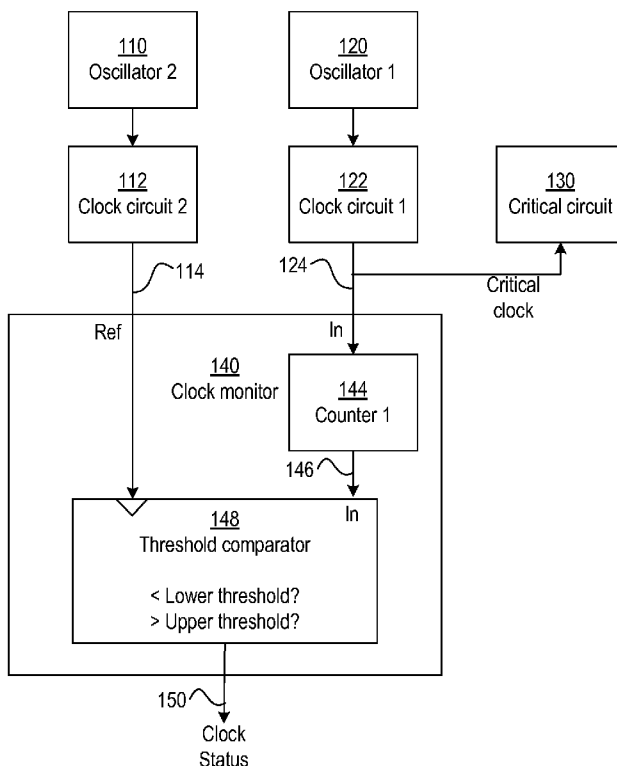 110
Oscillator 2
120
Oscillator 1
112
Clock circuit 2
122
Clock circuit 1
130
Critical circuit
114
124
Critical
clock
Ref
In
140
Clock monitor
144
Counter 1
146
148
In
Threshold comparator
< Lower threshold?
> Upper threshold?
150
Clock
Status